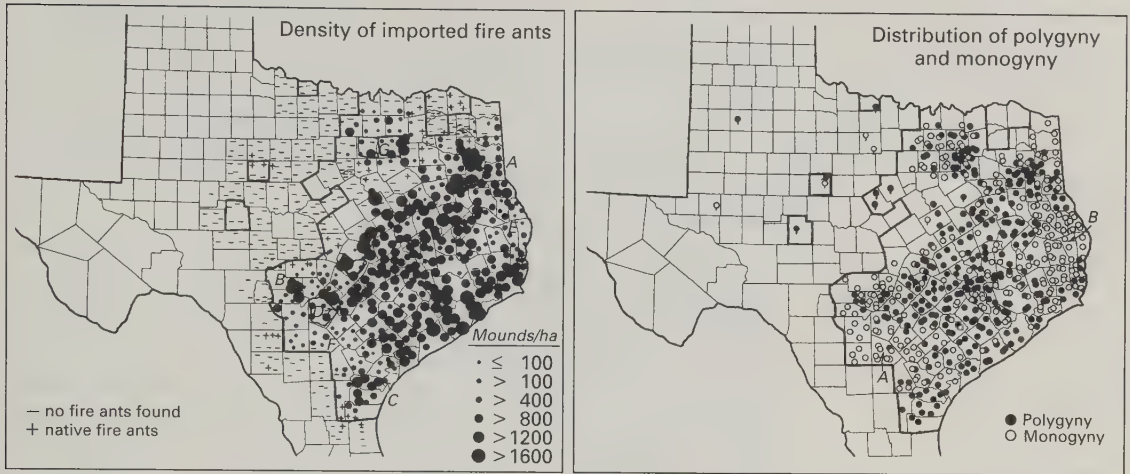 Density of imported fire ants
A
B
C
D
E
F
G
C
Mounds/ha
• ≤ 100
• > 100
• > 400
• > 800
• > 1200
• > 1600
– no fire ants found
+ native fire ants
Distribution of polygyny
and monogyny
B
A
● Polygyny
○ Monogyny